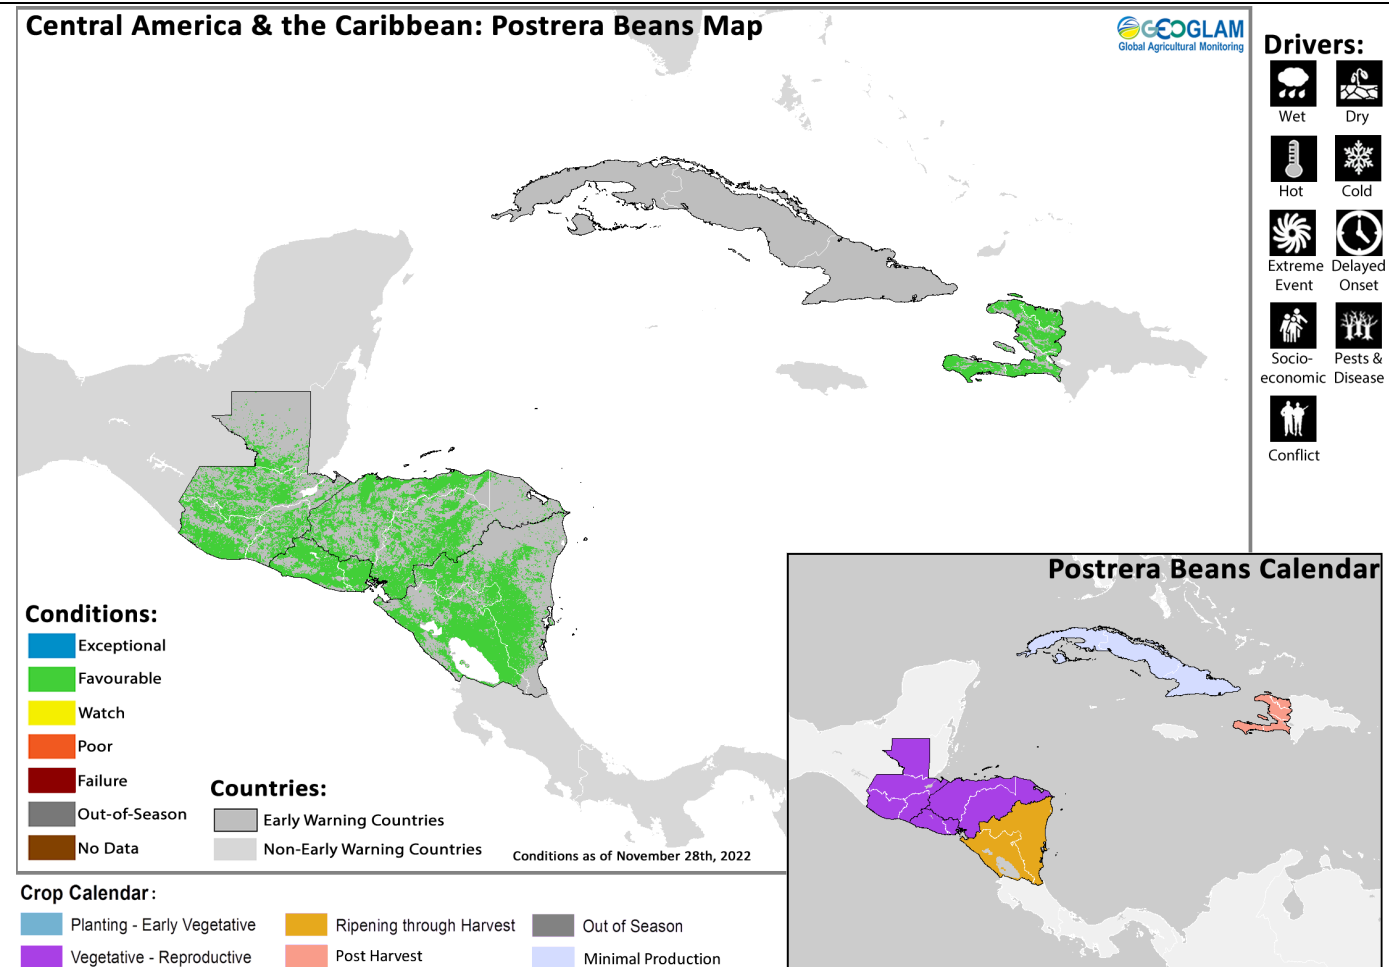 Central America & the Caribbean: Postrera Beans Map
GEOGLAM
Global Agricultural Monitoring
Drivers:
Wet
Dry
Hot
Cold
Extreme
Event
Delayed
Onset
Socio-
economic
Pests &
Disease
Conflict
Postrera Beans Calendar
Conditions:
Exceptional
Favourable
Watch
Poor
Failure
Out-of-Season
No Data
Countries:
Early Warning Countries
Non-Early Warning Countries
Conditions as of November 28th, 2022
Crop Calendar:
Planting - Early Vegetative
Vegetative - Reproductive
Ripening through Harvest
Post Harvest
Out of Season
Minimal Production